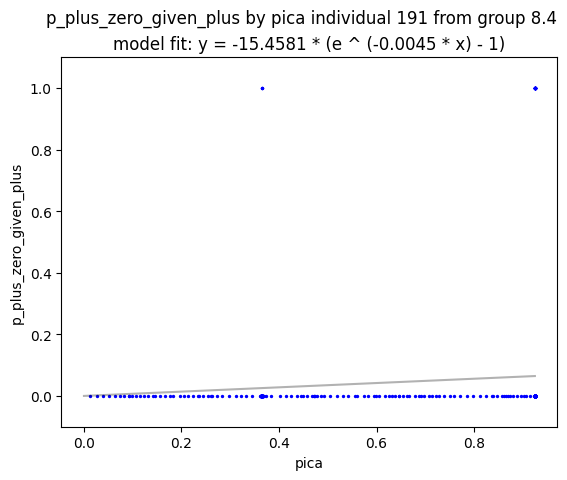 p_plus_zero_given_plus by pica individual 191 from group 8.4
model fit: y = -15.4581 * (e ^ (-0.0045 * x) - 1)
1.0
0.8
0.6
0.4
0.2
0.0
p_plus_zero_given_plus
0.0 0.2 0.4 0.6 0.8
pica